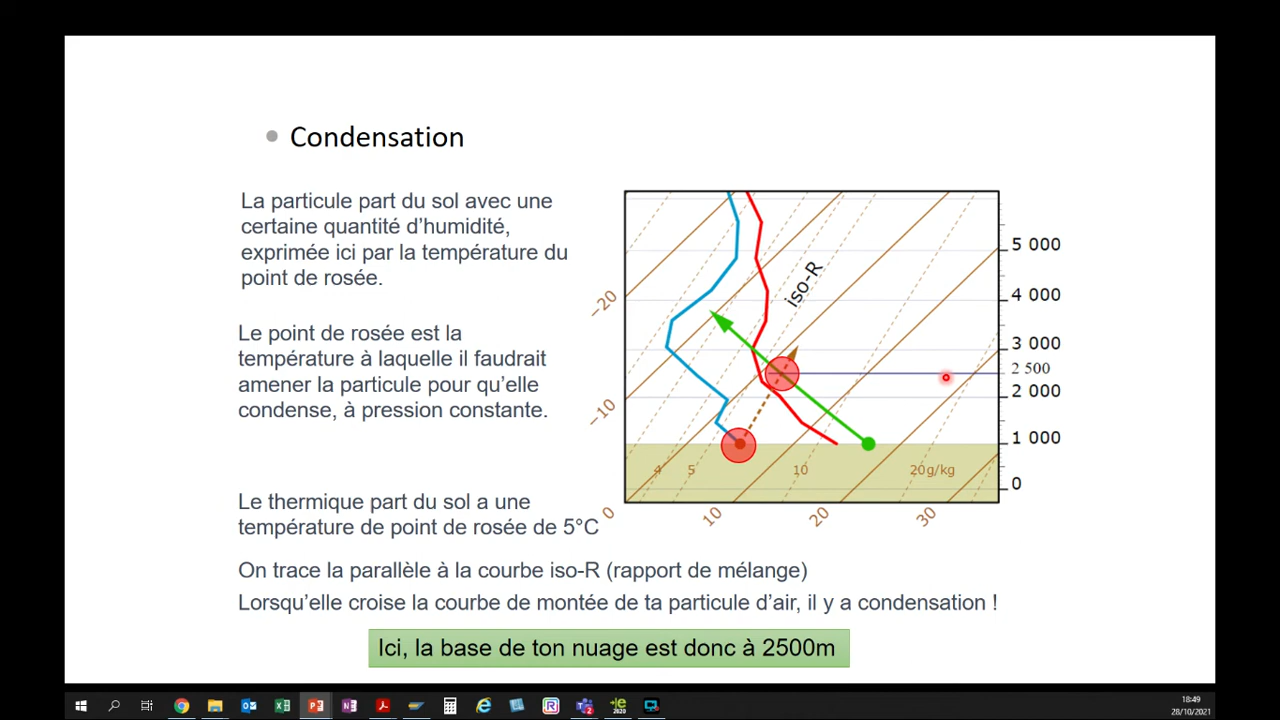 Condensation
La particule part du sol avec une
certaine quantité d'humidité,
exprimée ici par la température du
point de rosée.
Le point de rosée est la
température à laquelle il faudrait
amener la particule pour qu'elle
condense, à pression constante.
Le thermique part du sol a une
température de point de rosée de 5°C
On trace la parallèle à la courbe iso-R (rapport de mélange)
Lorsqu'elle croise la courbe de montée de ta particule d'air, il y a condensation !
Ici, la base de ton nuage est donc à 2500m
iso-R
5 000
4 000
3 000
2 500
2 000
1 000
0
-20
-10
0
10
20
30
4
5
10
20g/kg
18:49
28/10/2021